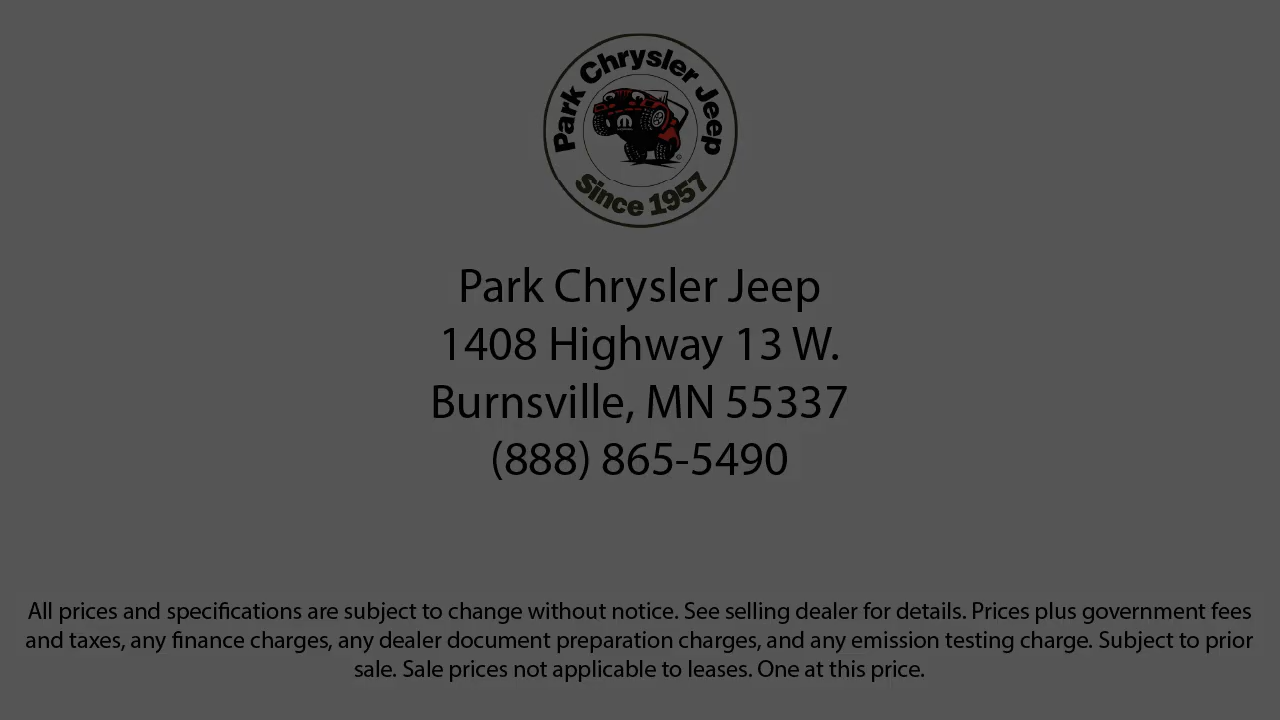 Park Chrysler Jeep
Since 1957
Park Chrysler Jeep
1408 Highway 13 W.
Burnsville, MN 55337
(888) 865-5490
All prices and specifications are subject to change without notice. See selling dealer for details. Prices plus government fees
and taxes, any finance charges, any dealer document preparation charges, and any emission testing charge. Subject to prior
sale. Sale prices not applicable to leases. One at this price.